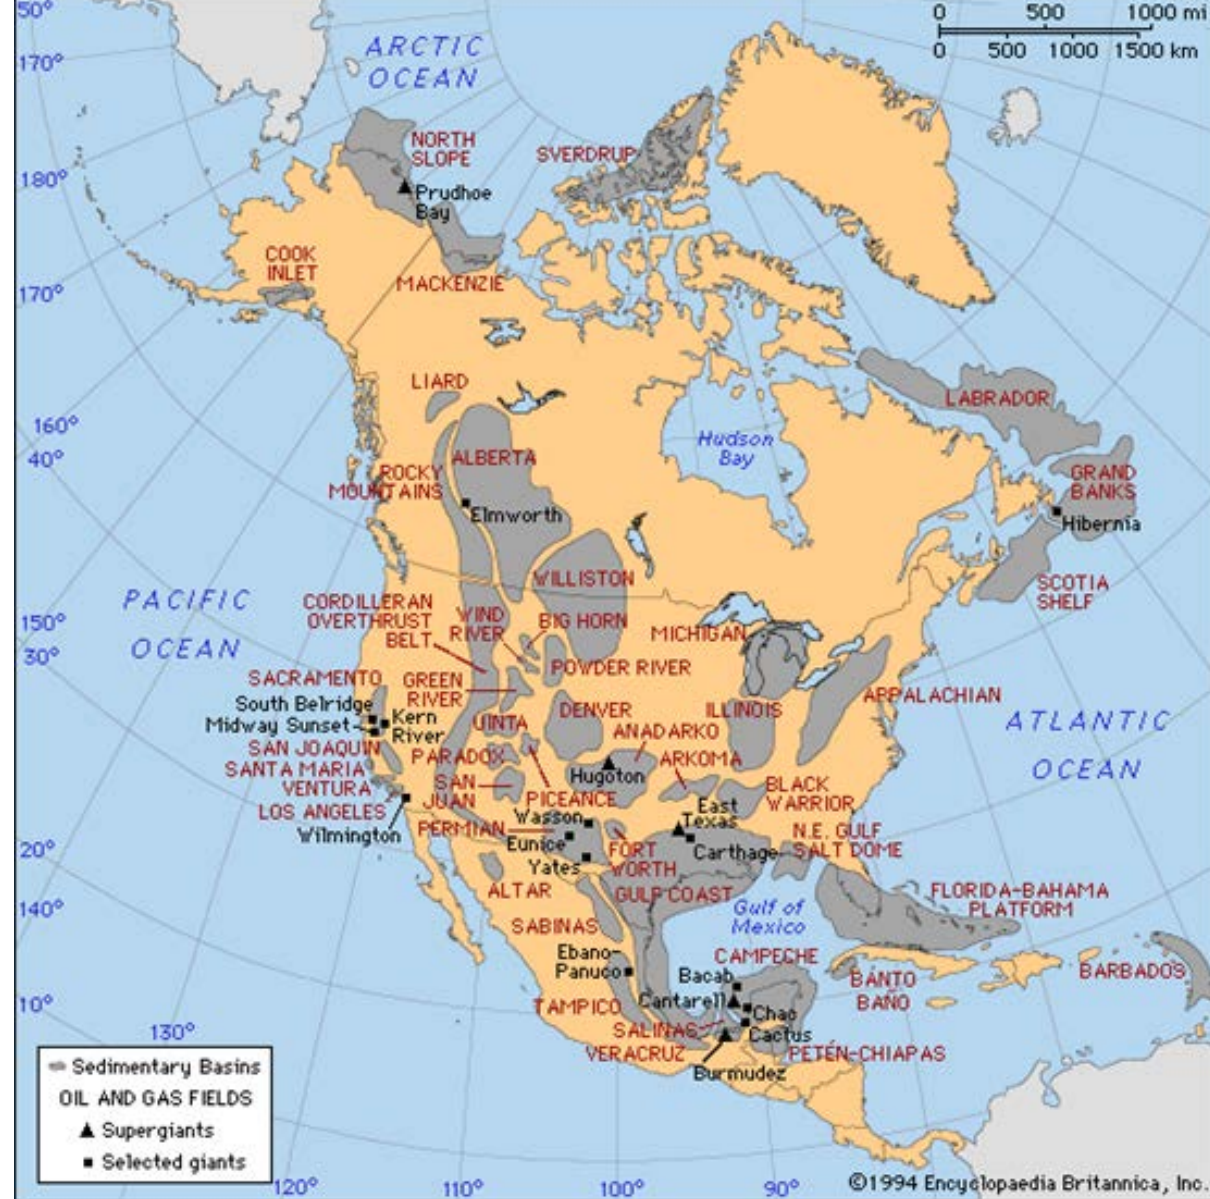 0 500 1000 mi
0 500 1000 1500 km
50°
170°
180°
170°
160°
40°
150°
30°
20°
140°
10°
130°
120°
110°
100°
90°
ARCTIC
OCEAN
NORTH
SLOPE
Prudhoe
Bay
SVERDRUP
COOK
INLET
MACKENZIE
LIARD
LABRADOR
Hudson
Bay
ALBERTA
ROCKY
MOUNTAINS
Elmworth
GRAND
BANKS
Hibernia
SCOTIA
SHELF
PACIFIC
OCEAN
WILLISTON
CORDILLERAN
OVERTHRUST
BELT
WIND
RIVER
BIG HORN
MICHIGAN
POWDER RIVER
SACRAMENTO
GREEN
RIVER
APPALACHIAN
South Belridge
Midway Sunset
Kern
River
UINTA
DENVER
ILLINOIS
ANADARKO
ATLANTIC
OCEAN
SAN JOAQUIN
PARADOX
ARKOMA
SANTA MARIA
VENTURA
SAN
JUAN
Hugoton
BLACK
WARRIOR
LOS ANGELES
PICEANCE
Wilmington
PERMIAN
Wasson
East
Texas
Eunice
Yates
FORT
WORTH
Carthage
N.E. GULF
SALT DOME
ALTAR
GULF COAST
FLORIDA-BAHAMA
PLATFORM
SABINAS
Gulf of
Mexico
Ebano-
Panuco
CAMPECHE
Bacab
BANTO
BAÑO
BARBADOS
TAMPICO
Cantarell
Chac
SALINAS
Cactus
VERACRUZ
PETÉN-CHIAPAS
Burmudez
Sedimentary Basins
OIL AND GAS FIELDS
Supergiants
Selected giants
©1994 Encyclopaedia Britannica, Inc.